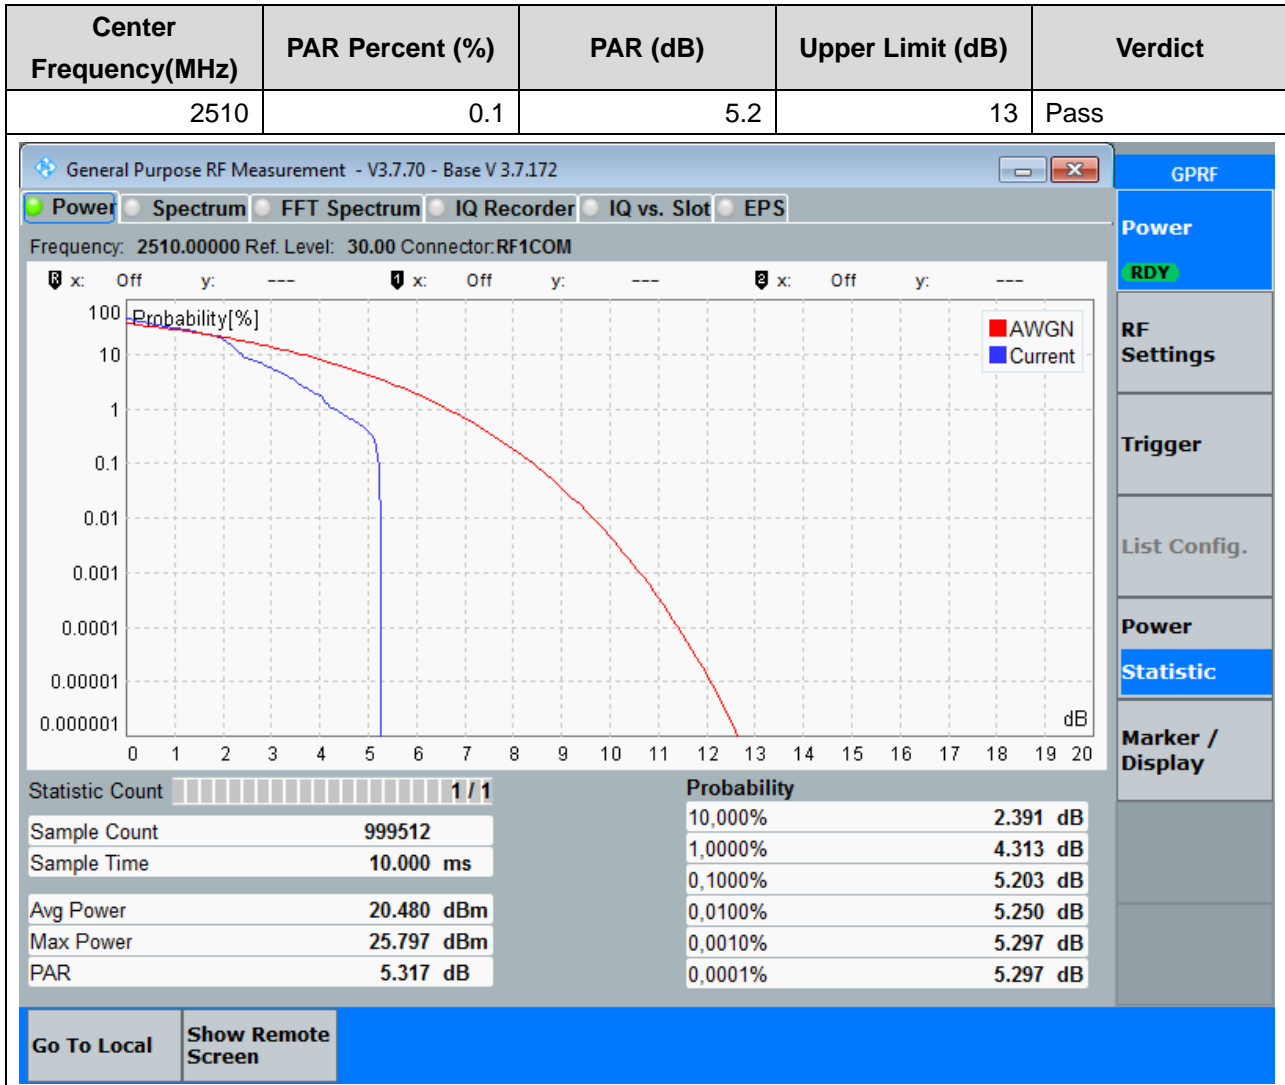 Center Frequency(MHz) PAR Percent (%) PAR (dB) Upper Limit (dB) Verdict
2510 0.1 5.2 13 Pass
General Purpose RF Measurement - V3.7.70 - Base V 3.7.172
GPRF
Power Spectrum FFT Spectrum IQ Recorder IQ vs. Slot EPS
Frequency: 2510.00000 Ref. Level: 30.00 Connector:RF1COM
R x: Off y: --- 1 x: Off y: --- 2 x: Off y: ---
Probability[%]
AWGN
Current
100
10
1
0.1
0.01
0.001
0.0001
0.00001
0.000001
dB
0 1 2 3 4 5 6 7 8 9 10 11 12 13 14 15 16 17 18 19 20
Statistic Count 1 / 1
Sample Count 999512
Sample Time 10.000 ms
Avg Power 20.480 dBm
Max Power 25.797 dBm
PAR 5.317 dB
Probability
10,000% 2.391 dB
1,0000% 4.313 dB
0,1000% 5.203 dB
0,0100% 5.250 dB
0,0010% 5.297 dB
0,0001% 5.297 dB
Power
RDY
RF
Settings
Trigger
List Config.
Power
Statistic
Marker /
Display
Go To Local
Show Remote
Screen